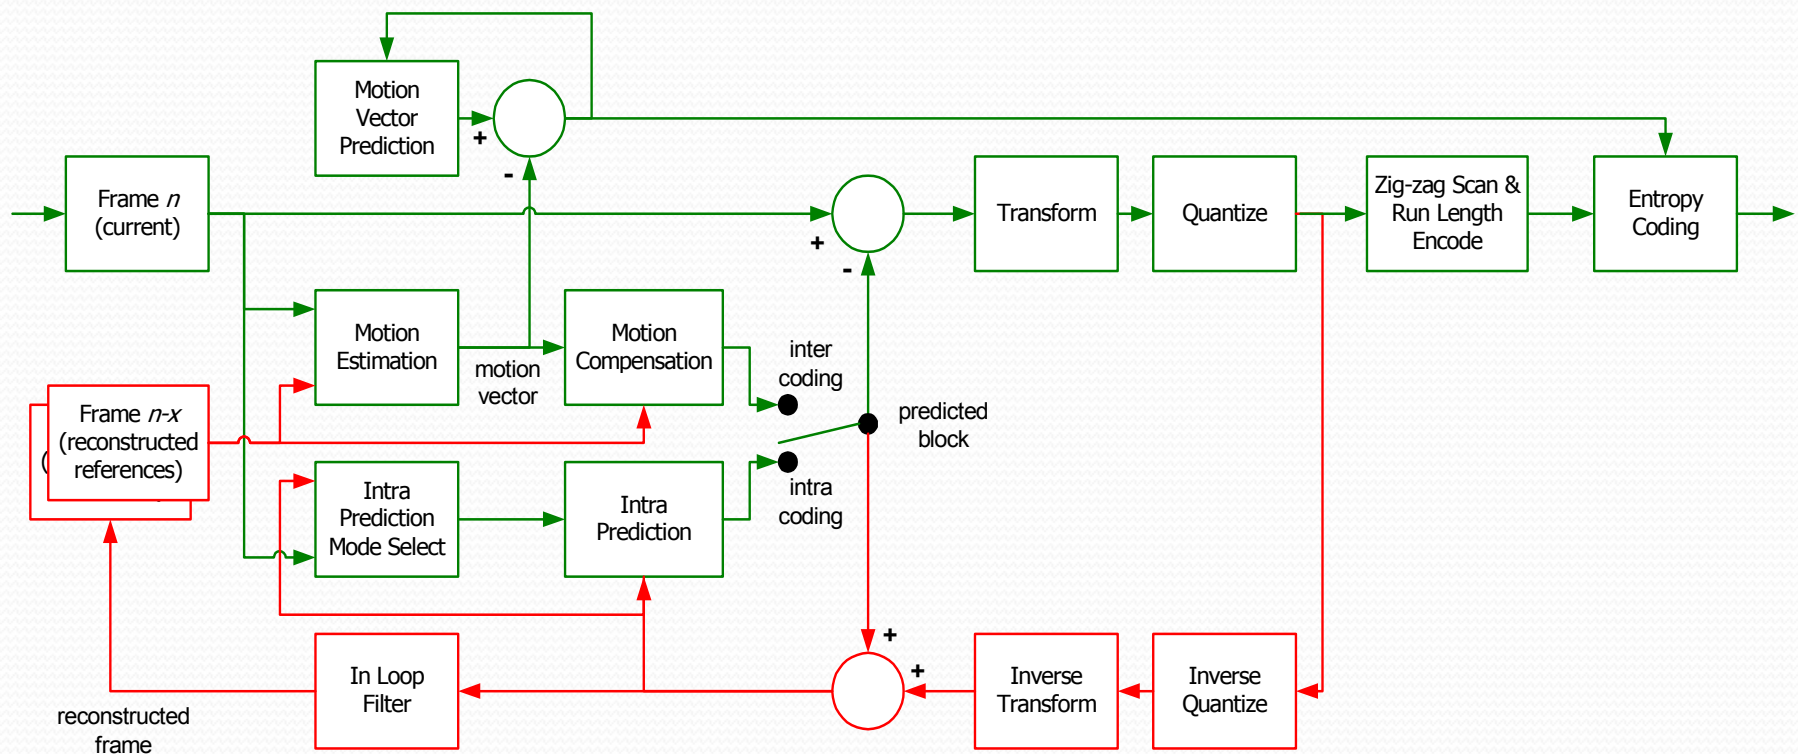 Motion
Vector
Prediction
+
-
Frame n
(current)
+
-
Transform
Quantize
Zig-zag Scan &
Run Length
Encode
Entropy
Coding
Motion
Estimation
motion
vector
Motion
Compensation
inter
coding
predicted
block
Frame n-x
(reconstructed
references)
(
Intra
Prediction
Mode Select
Intra
Prediction
intra
coding
+
+
In Loop
Filter
Inverse
Transform
Inverse
Quantize
reconstructed
frame